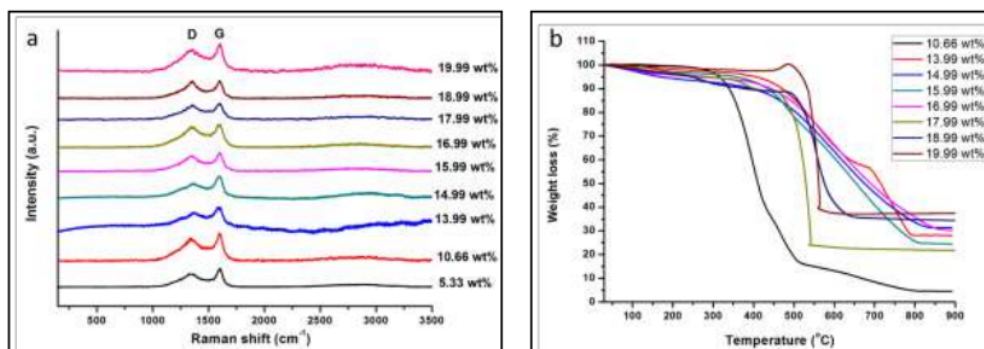 a
D G
19.99 wt%
18.99 wt%
17.99 wt%
16.99 wt%
15.99 wt%
14.99 wt%
13.99 wt%
10.66 wt%
5.33 wt%
Intensity (a.u.)
500 1000 1500 2000 2500 3000 3500
Raman shift (cm⁻¹)
b
10.66 wt%
13.99 wt%
14.99 wt%
15.99 wt%
16.99 wt%
17.99 wt%
18.99 wt%
19.99 wt%
110
100
90
80
70
60
50
40
30
20
10
0
Weight loss (%)
100 200 300 400 500 600 700 800 900
Temperature (°C)